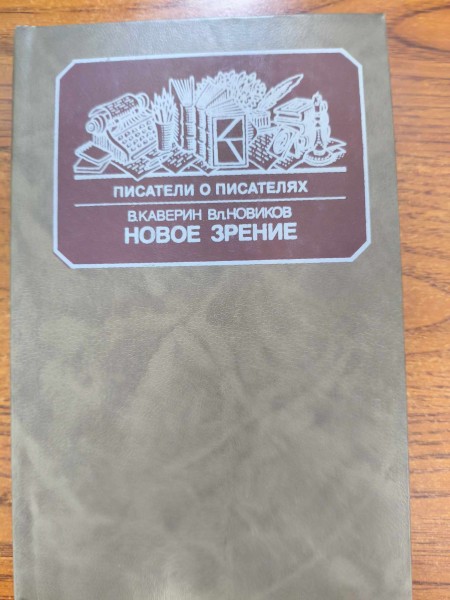 ПИСАТЕЛИ О ПИСАТЕЛЯХ
В.КАВЕРИН Вл.НОВИКОВ
НОВОЕ ЗРЕНИЕ